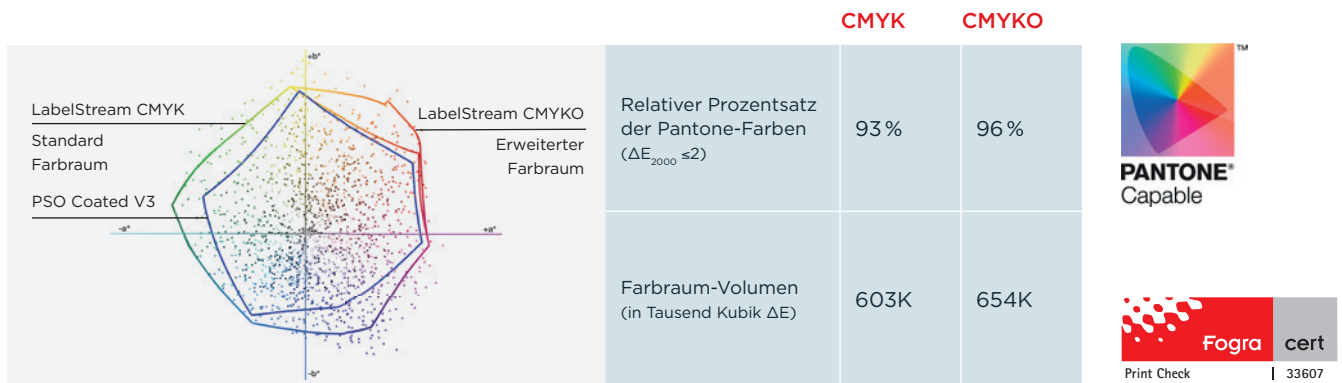 CMYK CMYKO
+b*
LabelStream CMYK
Standard
Farbraum
PSO Coated V3
LabelStream CMYKO
Erweiterter
Farbraum
-a*
+a*
-b*
Relativer Prozentsatz
der Pantone-Farben
(ΔE2000 ≤2)
93 %
96 %
Farbraum-Volumen
(in Tausend Kubik ΔE)
603K
654K
™
PANTONE®
Capable
Fogra cert
Print Check | 33607